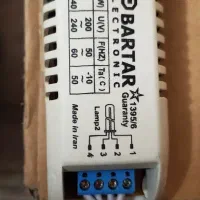 BARTAR
ELECTRONIC
U(V) F(HZ) Ta(C)
200 50 -10
240 60 50
1395/6
Guaranty
Lamp2
Made in Iran
1
2
3
4